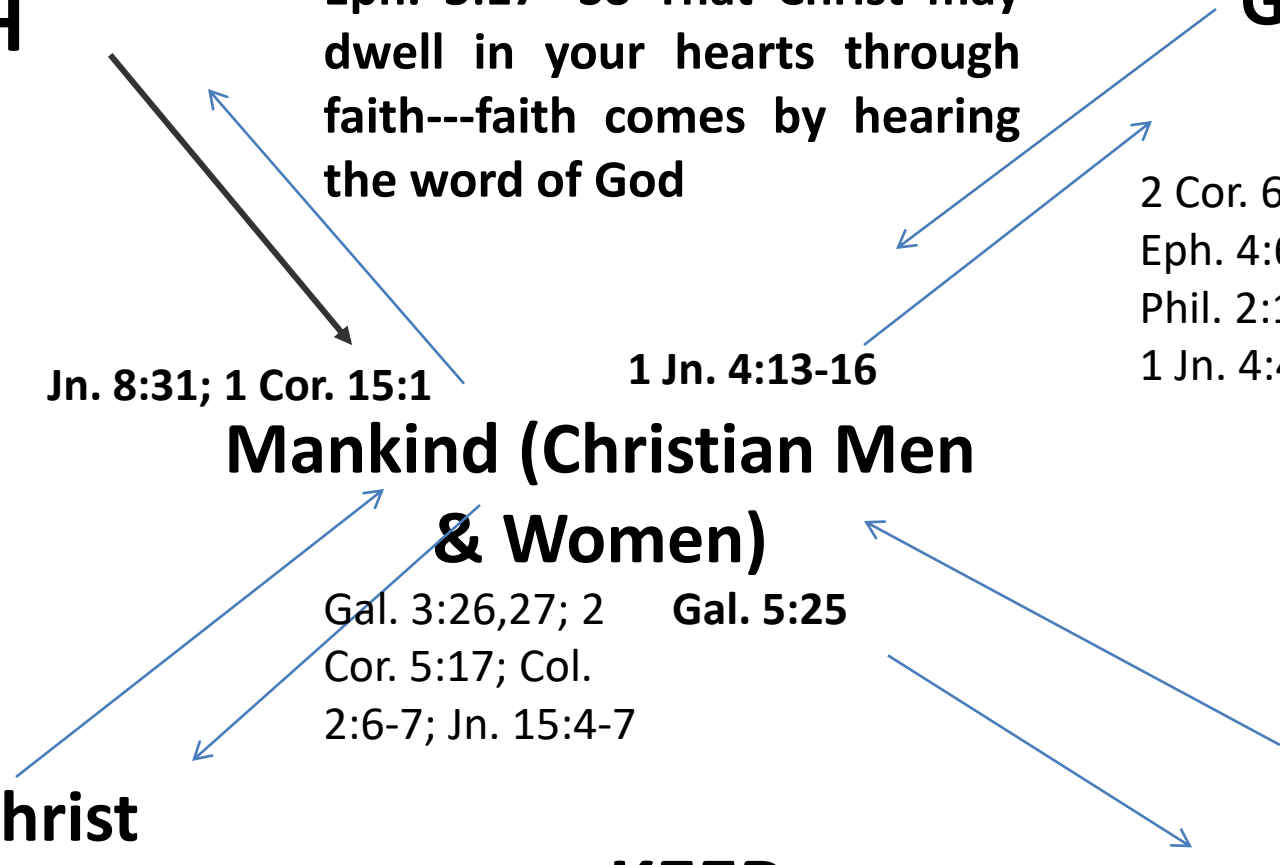 dwell in your hearts through
faith---faith comes by hearing
the word of God
2 Cor. 6
Eph. 4:
Phil. 2:1
1 Jn. 4:4
Jn. 8:31; 1 Cor. 15:1
1 Jn. 4:13-16
Mankind (Christian Men
& Women)
Gal. 3:26,27; 2
Cor. 5:17; Col.
2:6-7; Jn. 15:4-7
Gal. 5:25
hrist